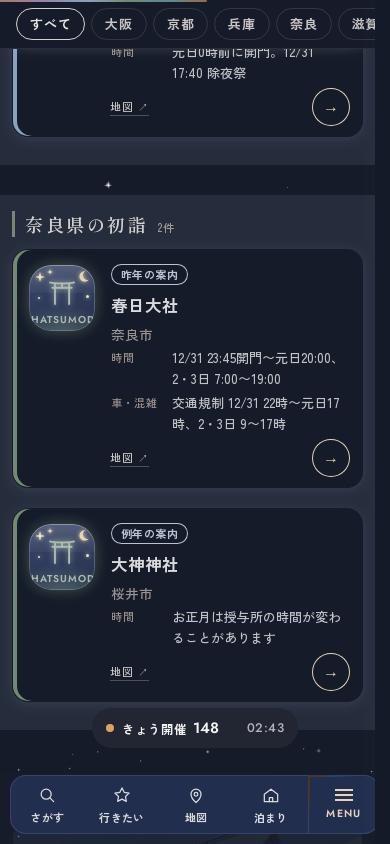 すべて 大阪 京都 兵庫 奈良 滋賀
時間 元日0時前に開門。12/31
17:40 除夜祭
地図 ↗ →
奈良県の初詣 2件
HATSUMOD
昨年の案内
春日大社
奈良市
時間 12/31 23:45開門〜元日20:00、
2・3日 7:00〜19:00
車・混雑 交通規制 12/31 22時〜元日17
時、2・3日 9〜17時
地図 ↗ →
HATSUMOD
例年の案内
大神神社
桜井市
時間 お正月は授与所の時間が変わ
ることがあります
地図 ↗ →
きょう開催 148 02:43
さがす 行きたい 地図 泊まり MENU